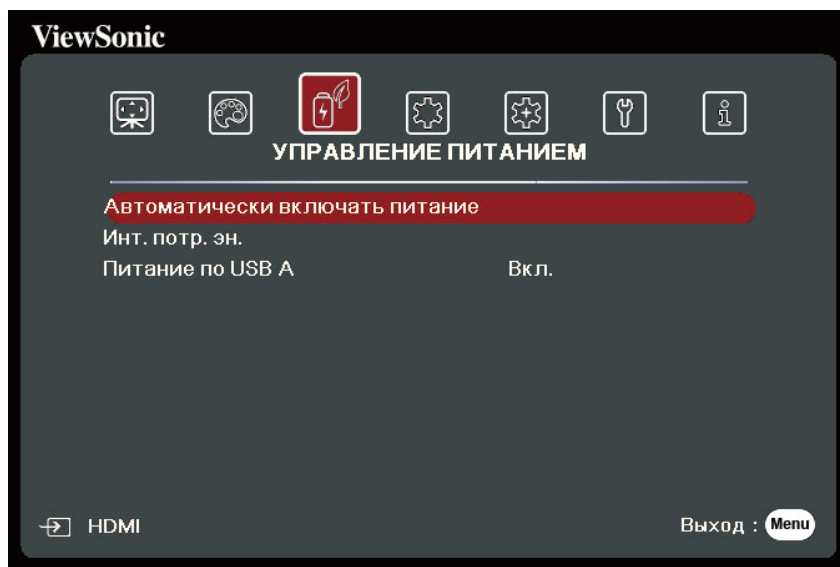 ViewSonic
УПРАВЛЕНИЕ ПИТАНИЕМ
Автоматически включать питание
Инт. потр. эн.
Питание по USB A Вкл.
HDMI Выход : Menu